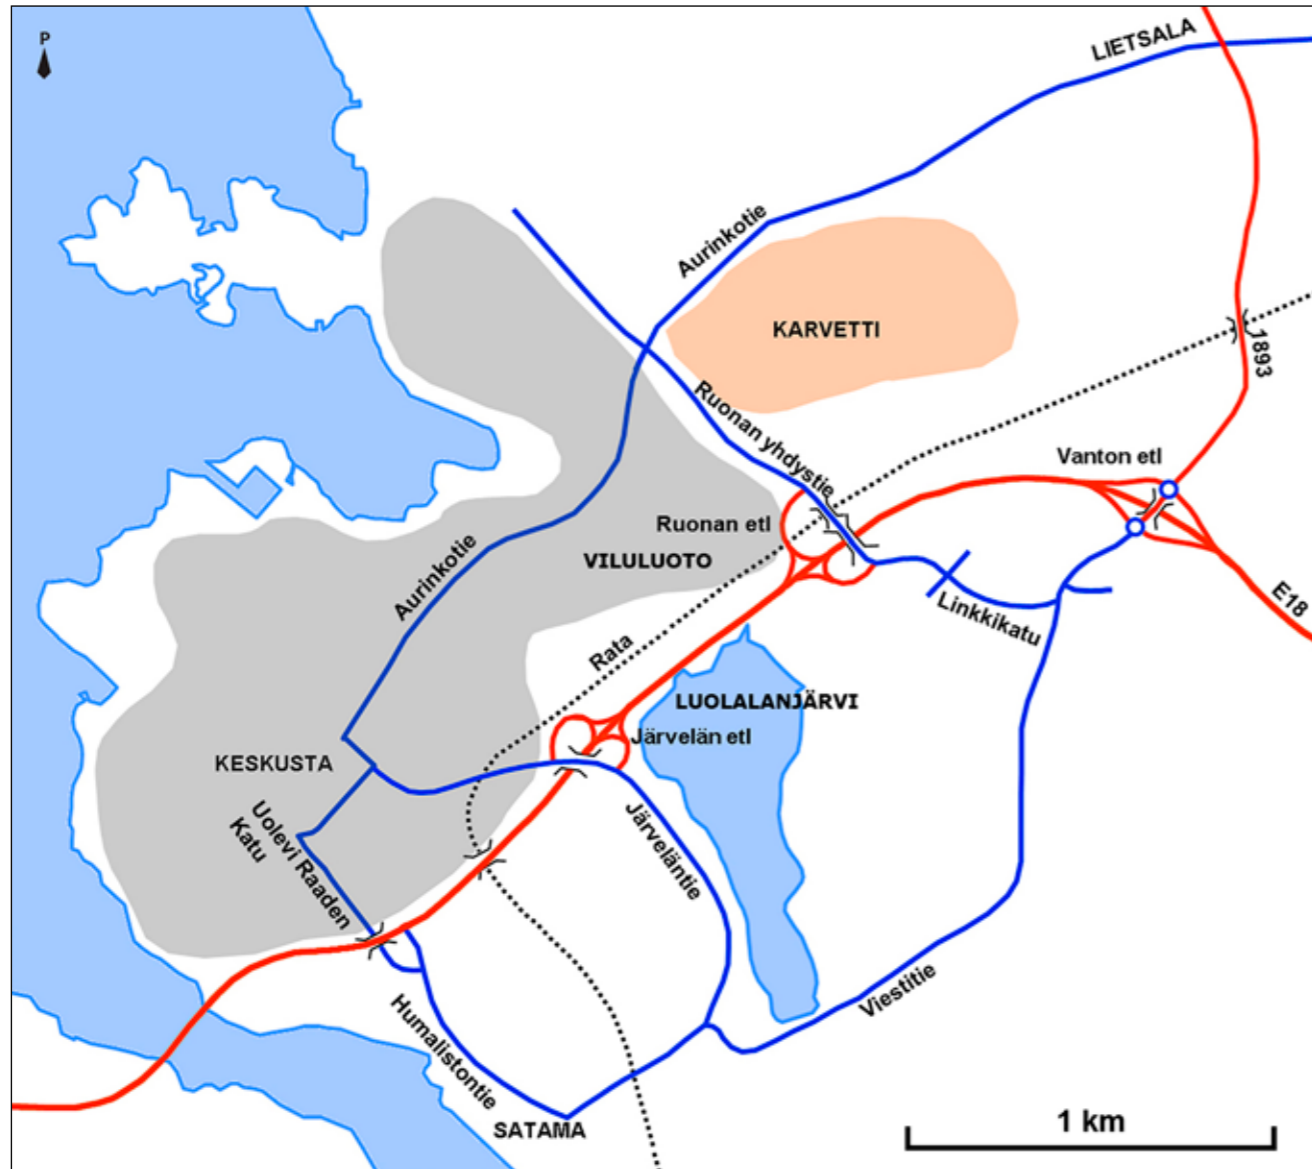 P
LIETSALA
Aurinkotie
KARVETTI
1893
Ruonan yhdystie
Vanton etl
Ruonan etl
VILULUOTO
Aurinkotie
E18
Linkkikatu
Rata
LUOLALANJÄRVI
Järvelän etl
KESKUSTA
Uolevi Raaden
Katu
Järveläntie
Viestitie
Humalistontie
SATAMA
1 km